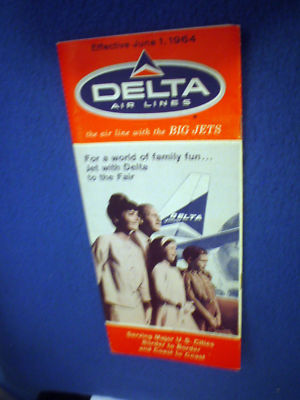 Effective June 1, 1964
DELTA
AIR LINES
the air line with the BIG JETS
For a world of family fun...
Jet with Delta
to the Fair
DELTA
Serving Major U.S. Cities
Border to Border
and Coast to Coast